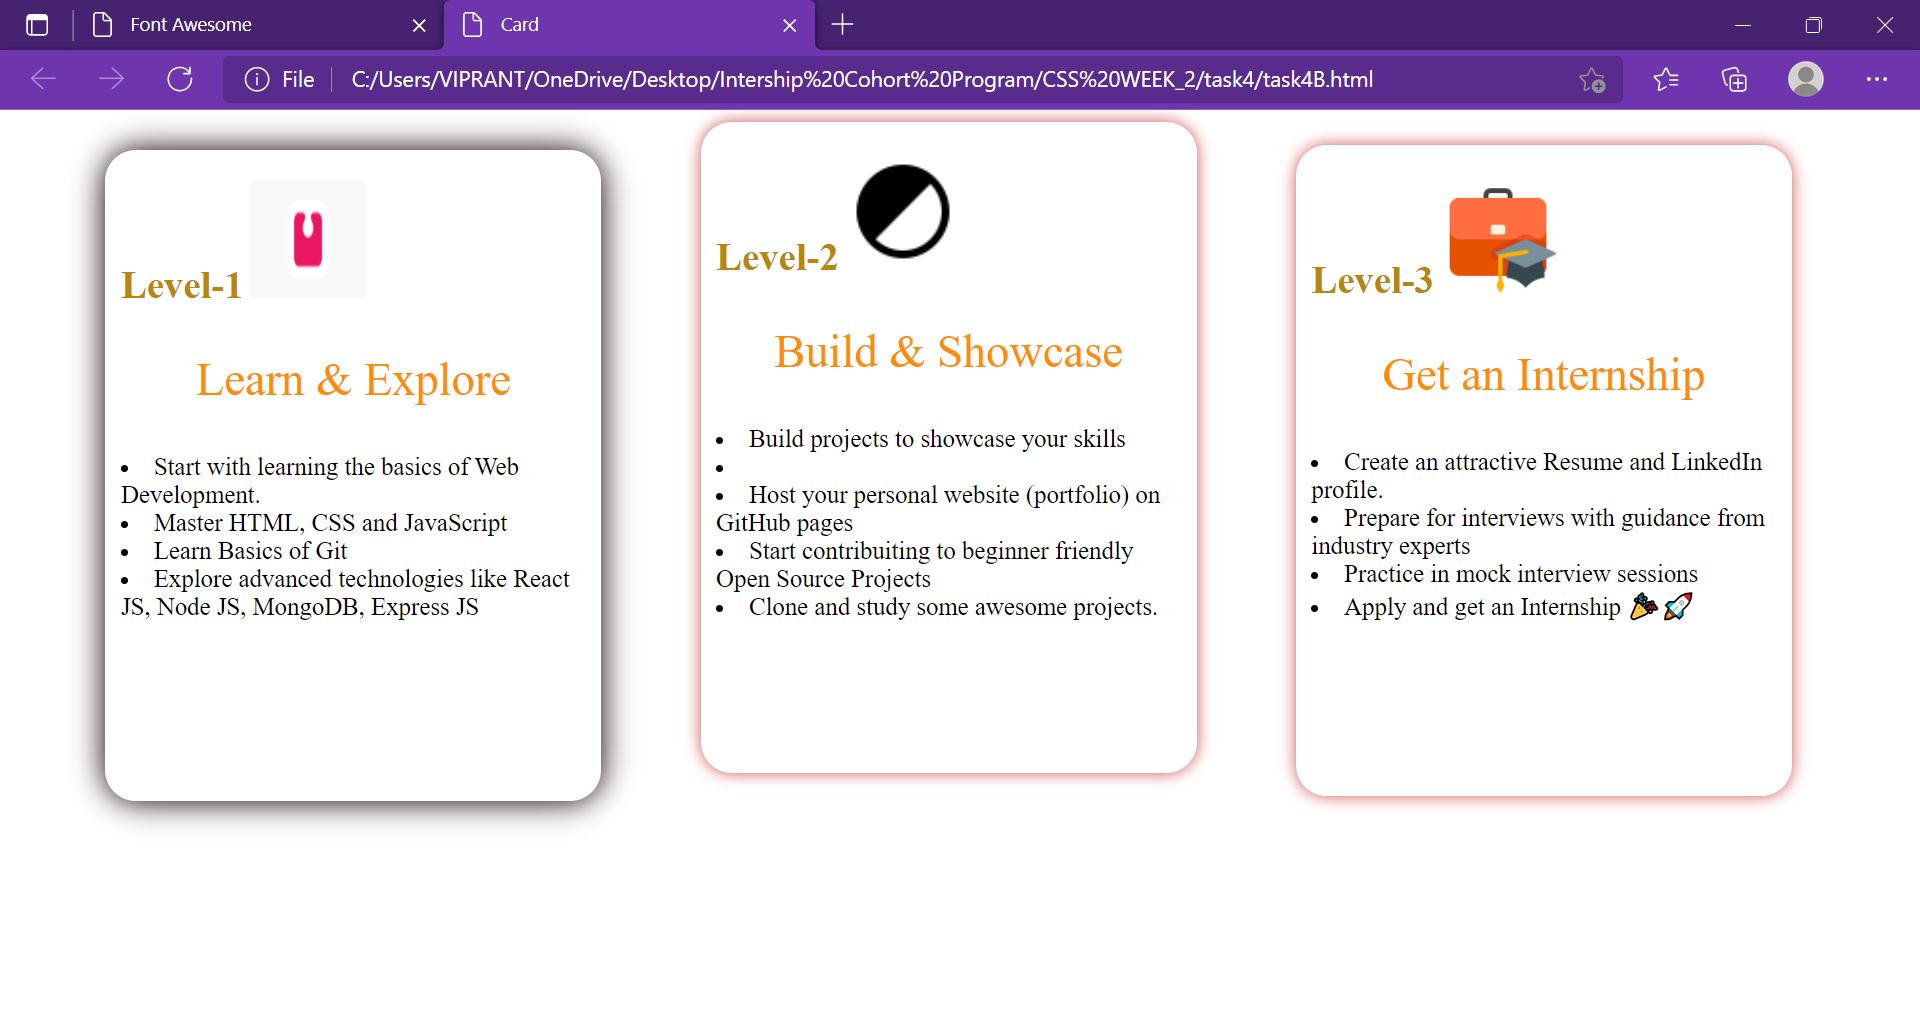 Font Awesome
Card
File
C:/Users/VIPRANT/OneDrive/Desktop/Intership%20Cohort%20Program/CSS%20WEEK_2/task4/task4B.html
Level-1
Learn & Explore
• Start with learning the basics of Web
Development.
• Master HTML, CSS and JavaScript
• Learn Basics of Git
• Explore advanced technologies like React
JS, Node JS, MongoDB, Express JS
Level-2
Build & Showcase
• Build projects to showcase your skills
•
• Host your personal website (portfolio) on
GitHub pages
• Start contribuiting to beginner friendly
Open Source Projects
• Clone and study some awesome projects.
Level-3
Get an Internship
• Create an attractive Resume and LinkedIn
profile.
• Prepare for interviews with guidance from
industry experts
• Practice in mock interview sessions
• Apply and get an Internship 🎉🚀